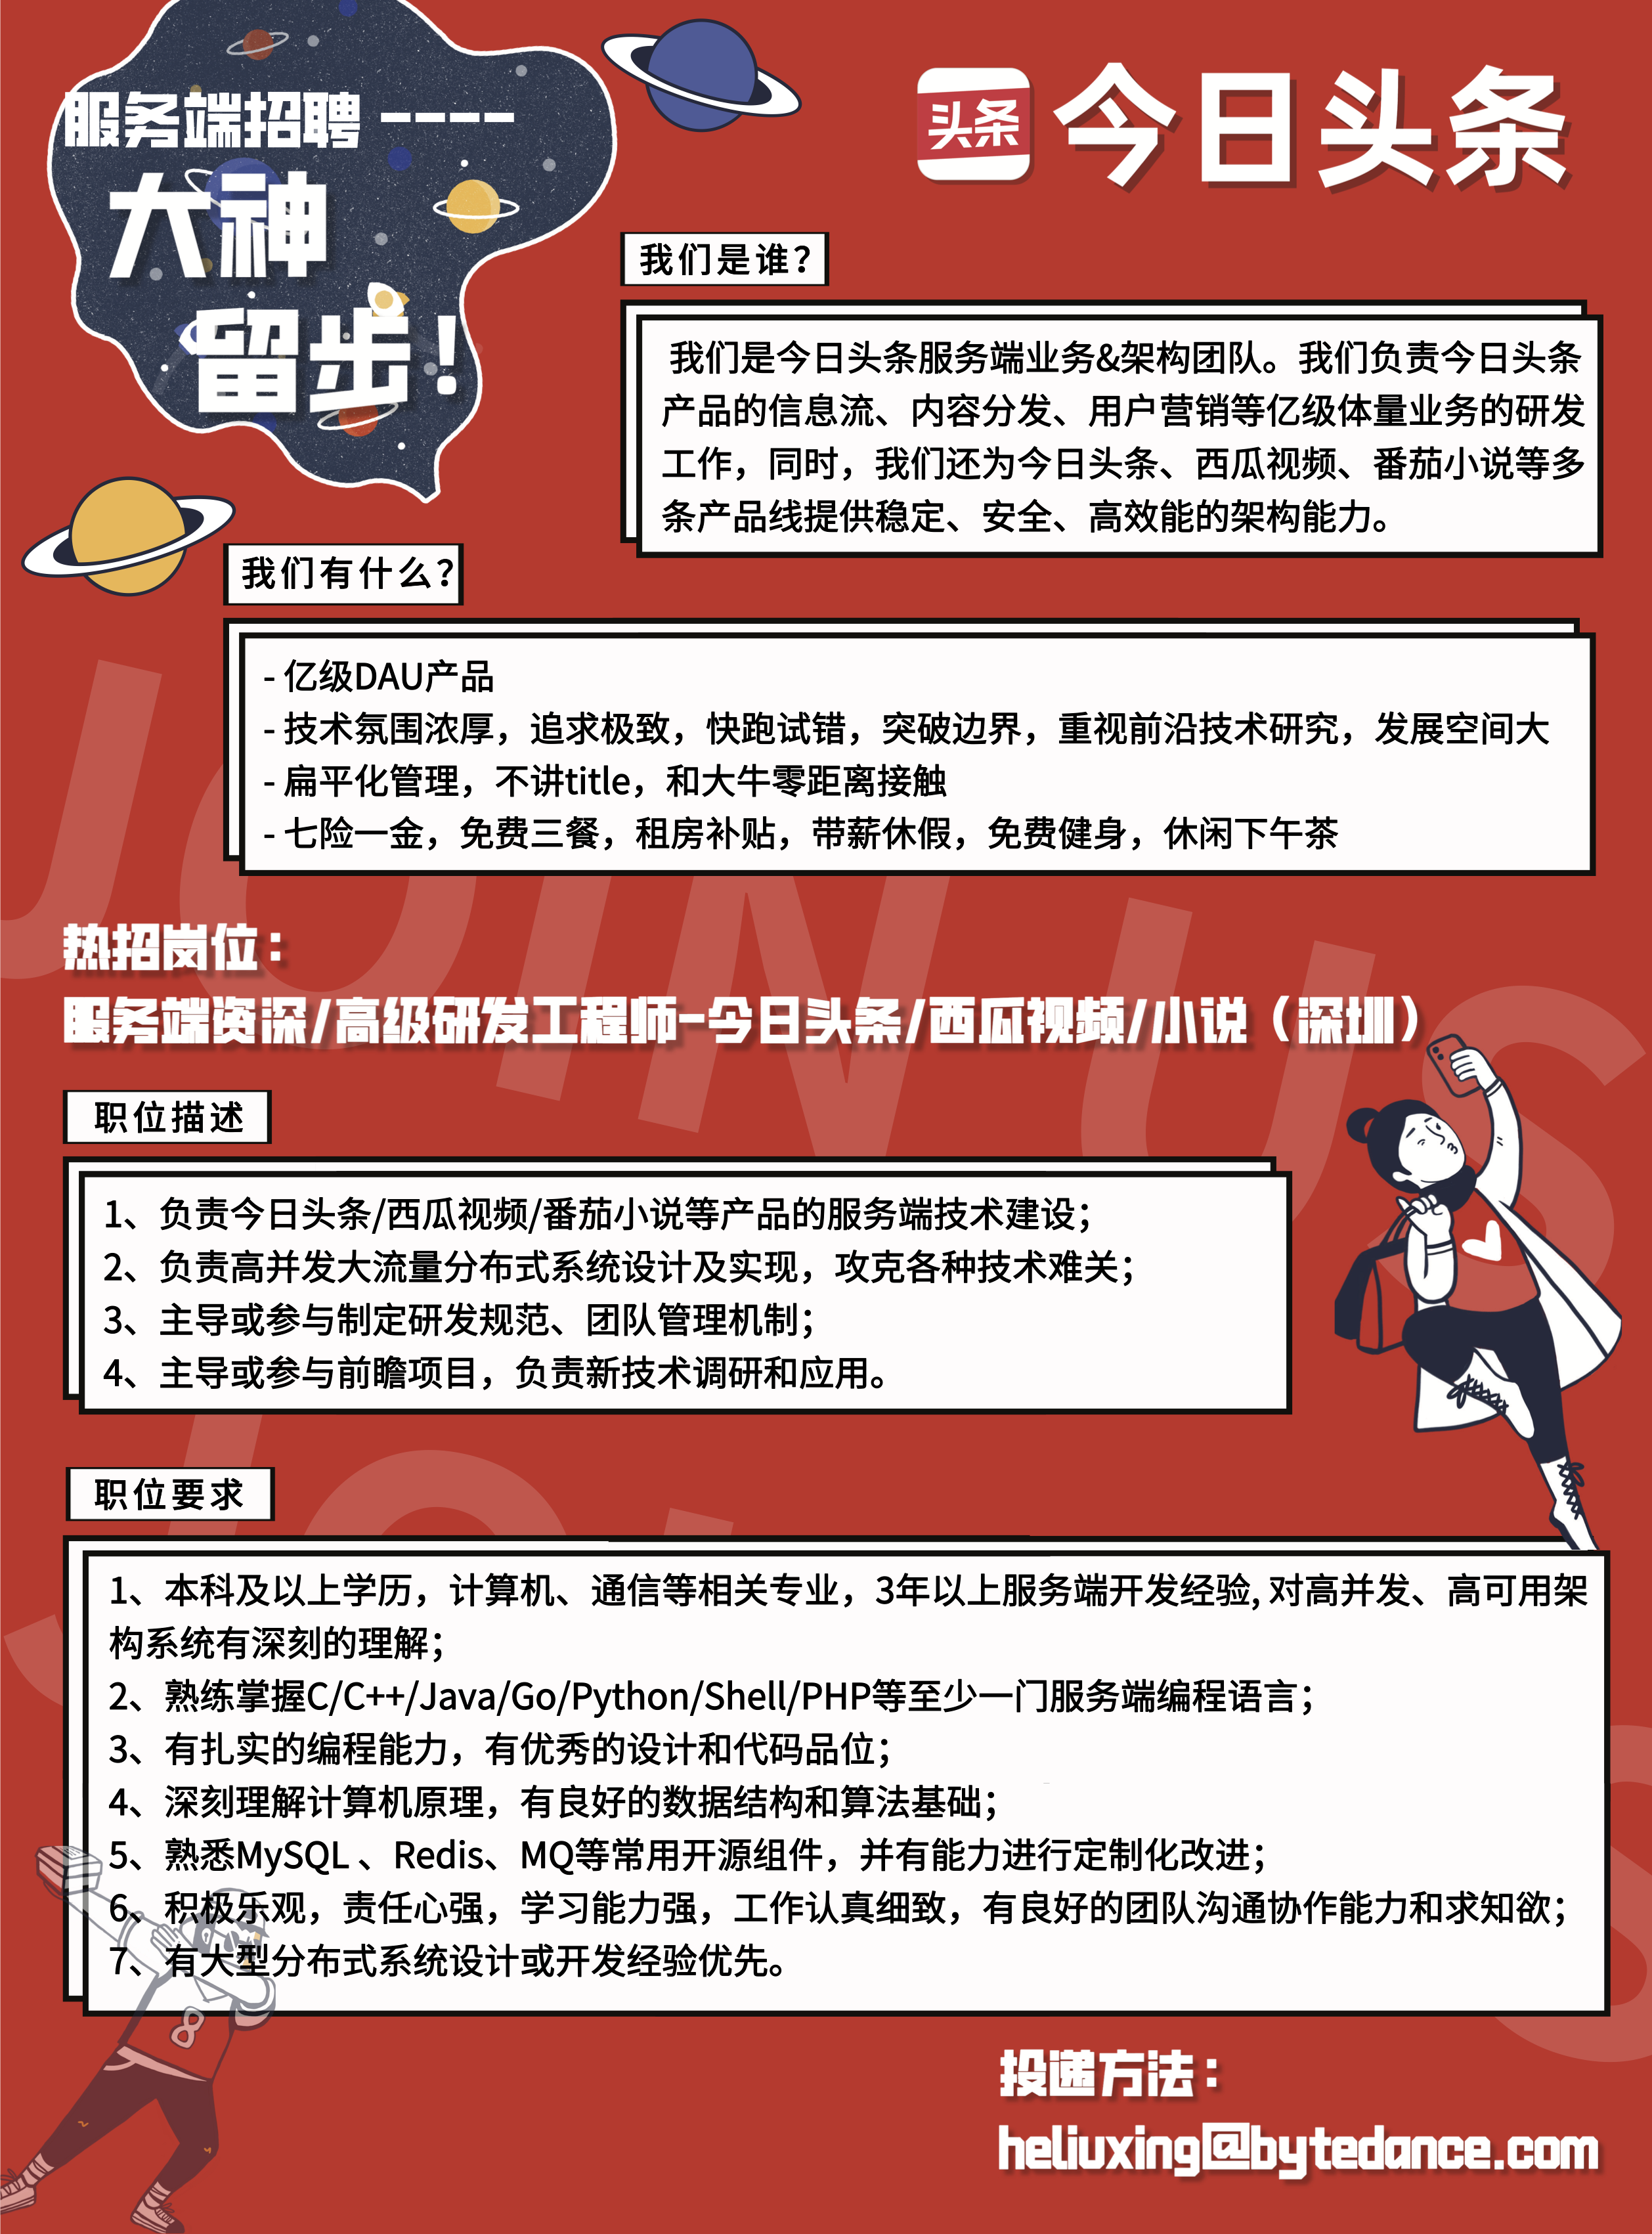 服务端招聘 ----
大神
留步！
头条 今日头条
我们是谁？
我们是今日头条服务端业务&架构团队。我们负责今日头条
产品的信息流、内容分发、用户营销等亿级体量业务的研发
工作，同时，我们还为今日头条、西瓜视频、番茄小说等多
条产品线提供稳定、安全、高效能的架构能力。
我们有什么？
- 亿级DAU产品
- 技术氛围浓厚，追求极致，快跑试错，突破边界，重视前沿技术研究，发展空间大
- 扁平化管理，不讲title，和大牛零距离接触
- 七险一金，免费三餐，租房补贴，带薪休假，免费健身，休闲下午茶
JOIN US
热招岗位：
服务端资深/高级研发工程师-今日头条/西瓜视频/小说（深圳）
职位描述
1、负责今日头条/西瓜视频/番茄小说等产品的服务端技术建设；
2、负责高并发大流量分布式系统设计及实现，攻克各种技术难关；
3、主导或参与制定研发规范、团队管理机制；
4、主导或参与前瞻项目，负责新技术调研和应用。
职位要求
1、本科及以上学历，计算机、通信等相关专业，3年以上服务端开发经验, 对高并发、高可用架
构系统有深刻的理解；
2、熟练掌握C/C++/Java/Go/Python/Shell/PHP等至少一门服务端编程语言；
3、有扎实的编程能力，有优秀的设计和代码品位；
4、深刻理解计算机原理，有良好的数据结构和算法基础；
5、熟悉MySQL 、Redis、MQ等常用开源组件，并有能力进行定制化改进；
6、积极乐观，责任心强，学习能力强，工作认真细致，有良好的团队沟通协作能力和求知欲；
7、有大型分布式系统设计或开发经验优先。
投递方法：
heliuxing@bytedance.com